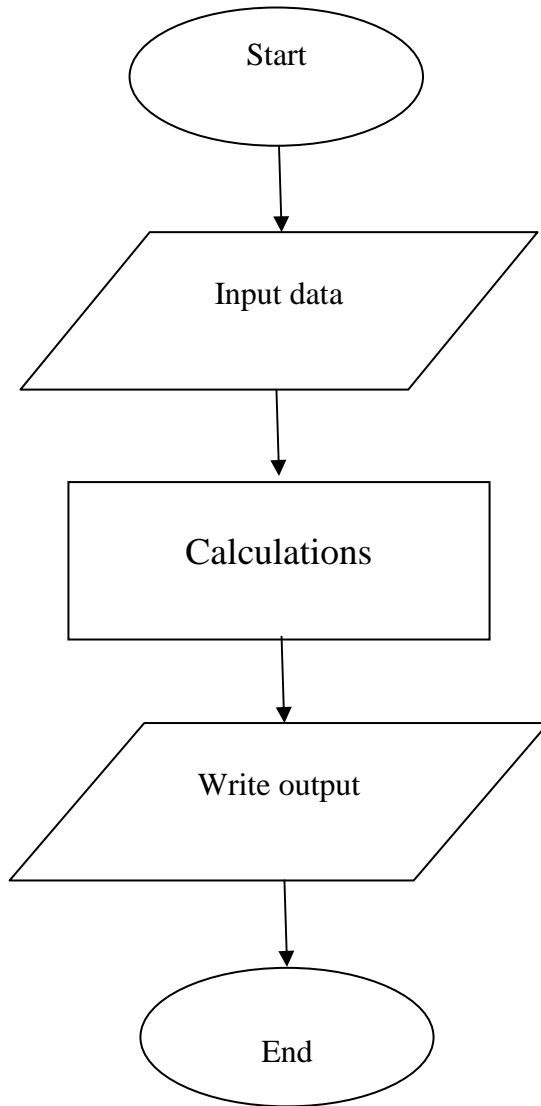 Start
Input data
Calculations
Write output
End